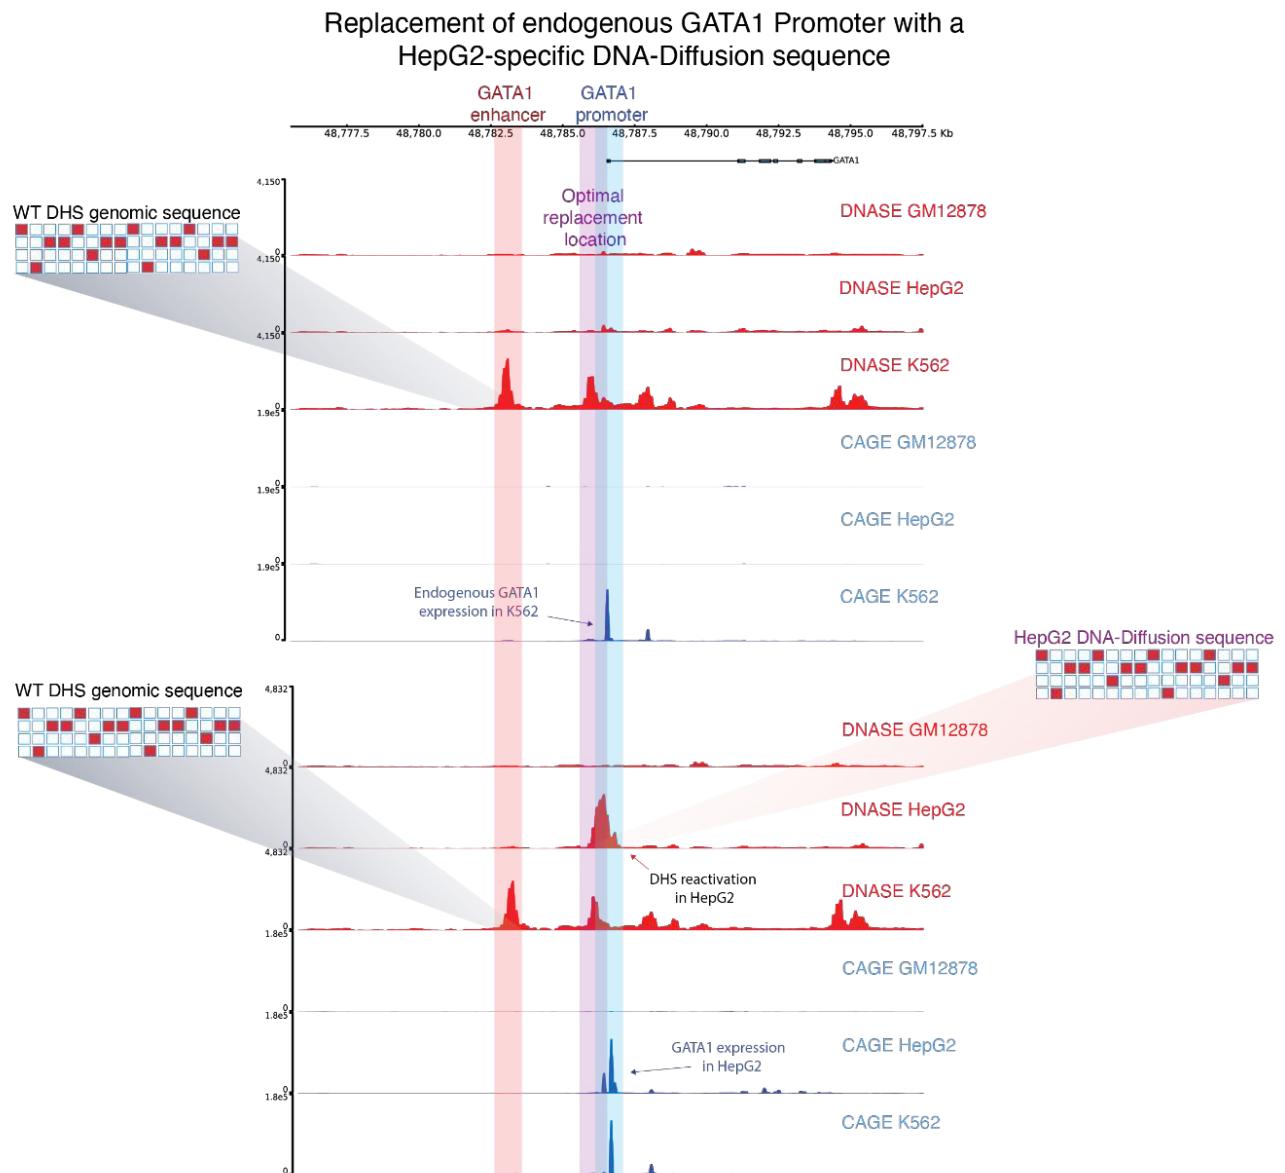 Replacement of endogenous GATA1 Promoter with a
HepG2-specific DNA-Diffusion sequence
GATA1
enhancer
GATA1
promoter
48,777.5 48,780.0 48,782.5 48,785.0 48,787.5 48,790.0 48,792.5 48,795.0 48,797.5 Kb
GATA1
4,150
WT DHS genomic sequence
Optimal
replacement
location
DNASE GM12878
0
4,150
DNASE HepG2
0
4,150
DNASE K562
0
1.9e5
CAGE GM12878
0
1.9e5
CAGE HepG2
0
1.9e5
Endogenous GATA1
expression in K562
CAGE K562
0
HepG2 DNA-Diffusion sequence
WT DHS genomic sequence
4,832
DNASE GM12878
0
4,832
DNASE HepG2
0
4,832
DHS reactivation
in HepG2
DNASE K562
0
1.8e5
CAGE GM12878
0
1.8e5
GATA1 expression
in HepG2
CAGE HepG2
0
1.8e5
CAGE K562
0